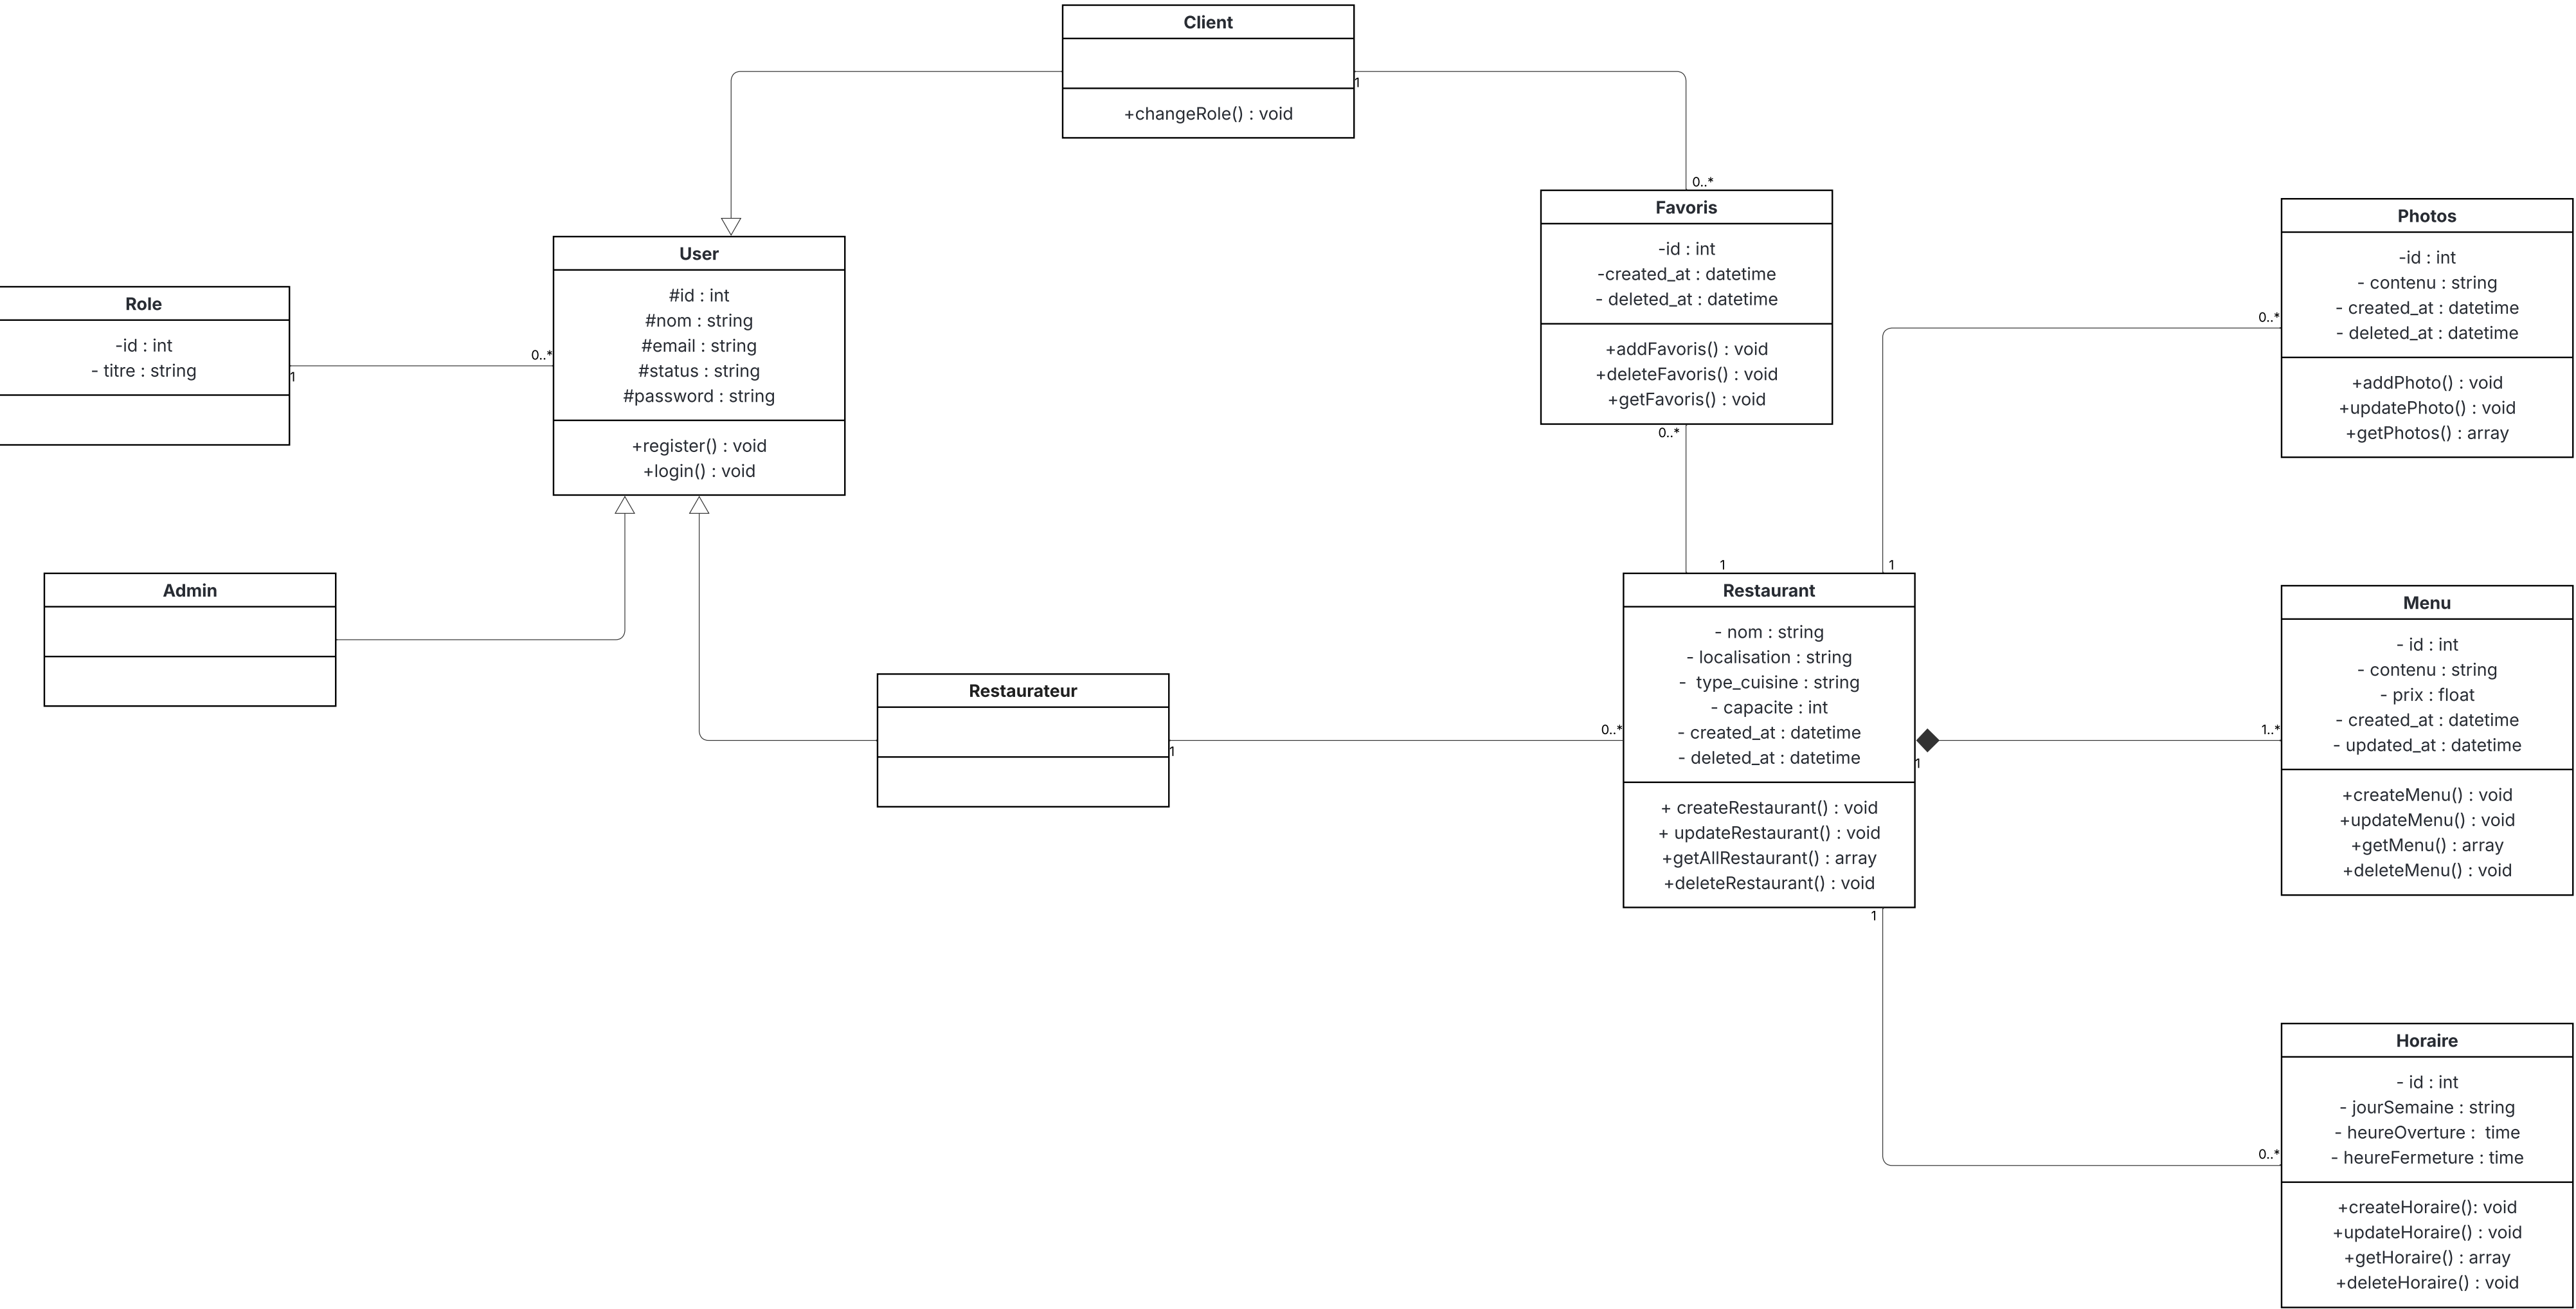 Client
+changeRole() : void
1
0..*
Favoris
-id : int
-created_at : datetime
- deleted_at : datetime
+addFavoris() : void
+deleteFavoris() : void
+getFavoris() : void
0..*
1
Photos
-id : int
- contenu : string
- created_at : datetime
- deleted_at : datetime
+addPhoto() : void
+updatePhoto() : void
+getPhotos() : array
0..*
1
User
#id : int
#nom : string
#email : string
#status : string
#password : string
+register() : void
+login() : void
0..*
Role
-id : int
- titre : string
1
Admin
Restaurateur
1
0..*
Restaurant
- nom : string
- localisation : string
-  type_cuisine : string
- capacite : int
- created_at : datetime
- deleted_at : datetime
+ createRestaurant() : void
+ updateRestaurant() : void
+getAllRestaurant() : array
+deleteRestaurant() : void
1
1..*
Menu
- id : int
- contenu : string
- prix : float
- created_at : datetime
- updated_at : datetime
+createMenu() : void
+updateMenu() : void
+getMenu() : array
+deleteMenu() : void
1
0..*
Horaire
- id : int
- jourSemaine : string
- heureOverture :  time
- heureFermeture : time
+createHoraire(): void
+updateHoraire() : void
+getHoraire() : array
+deleteHoraire() : void